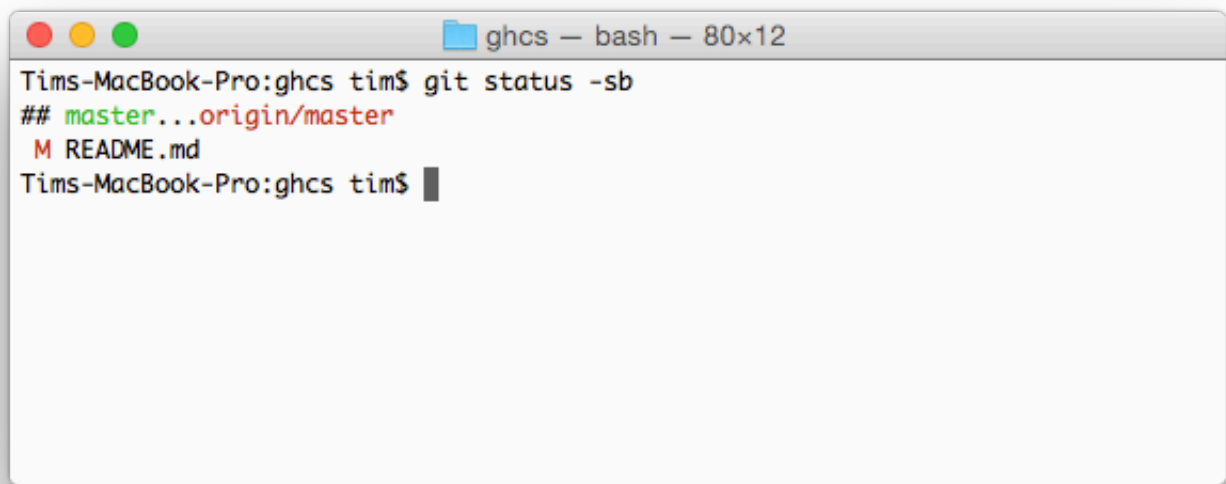 ghcs — bash — 80×12
Tims-MacBook-Pro:ghcs tim$ git status -sb
## master...origin/master
 M README.md
Tims-MacBook-Pro:ghcs tim$